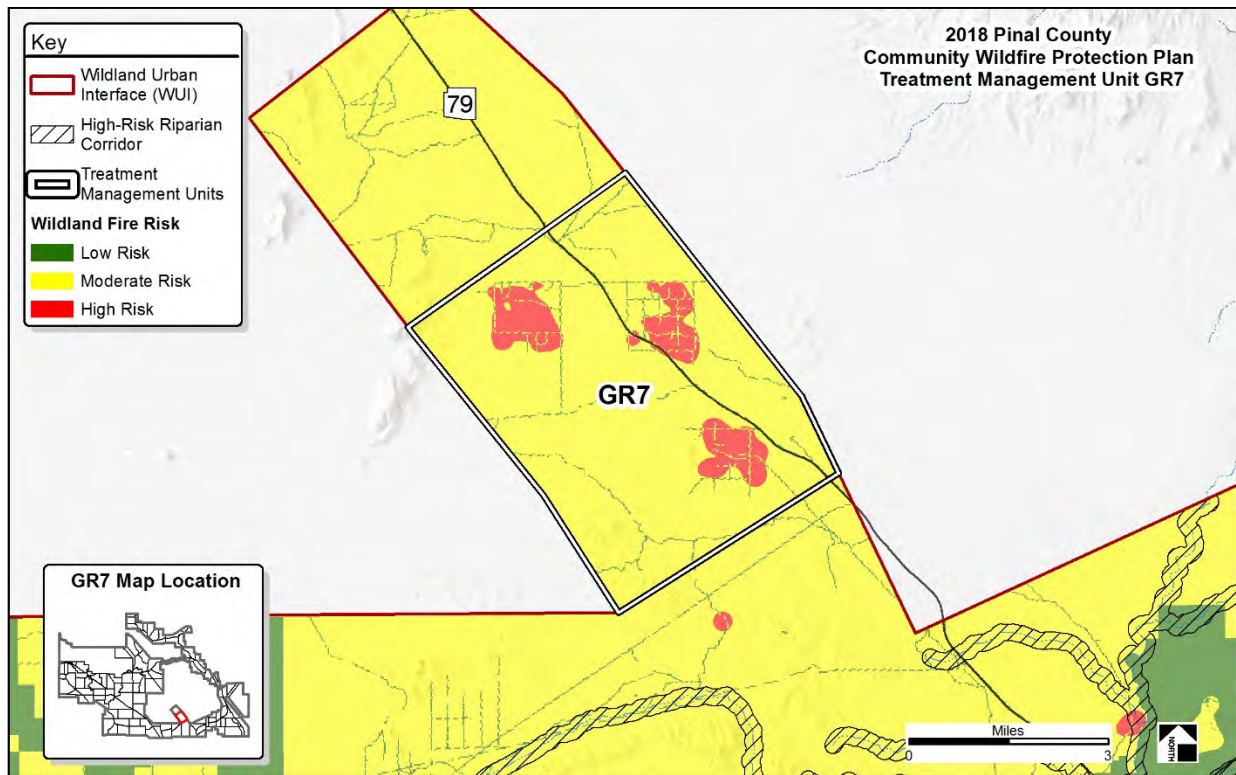 Key
Wildland Urban
Interface (WUI)
High-Risk Riparian
Corridor
Treatment
Management Units
Wildland Fire Risk
Low Risk
Moderate Risk
High Risk
2018 Pinal County
Community Wildfire Protection Plan
Treatment Management Unit GR7
79
GR7
GR7 Map Location
Miles
0
3
NORTH